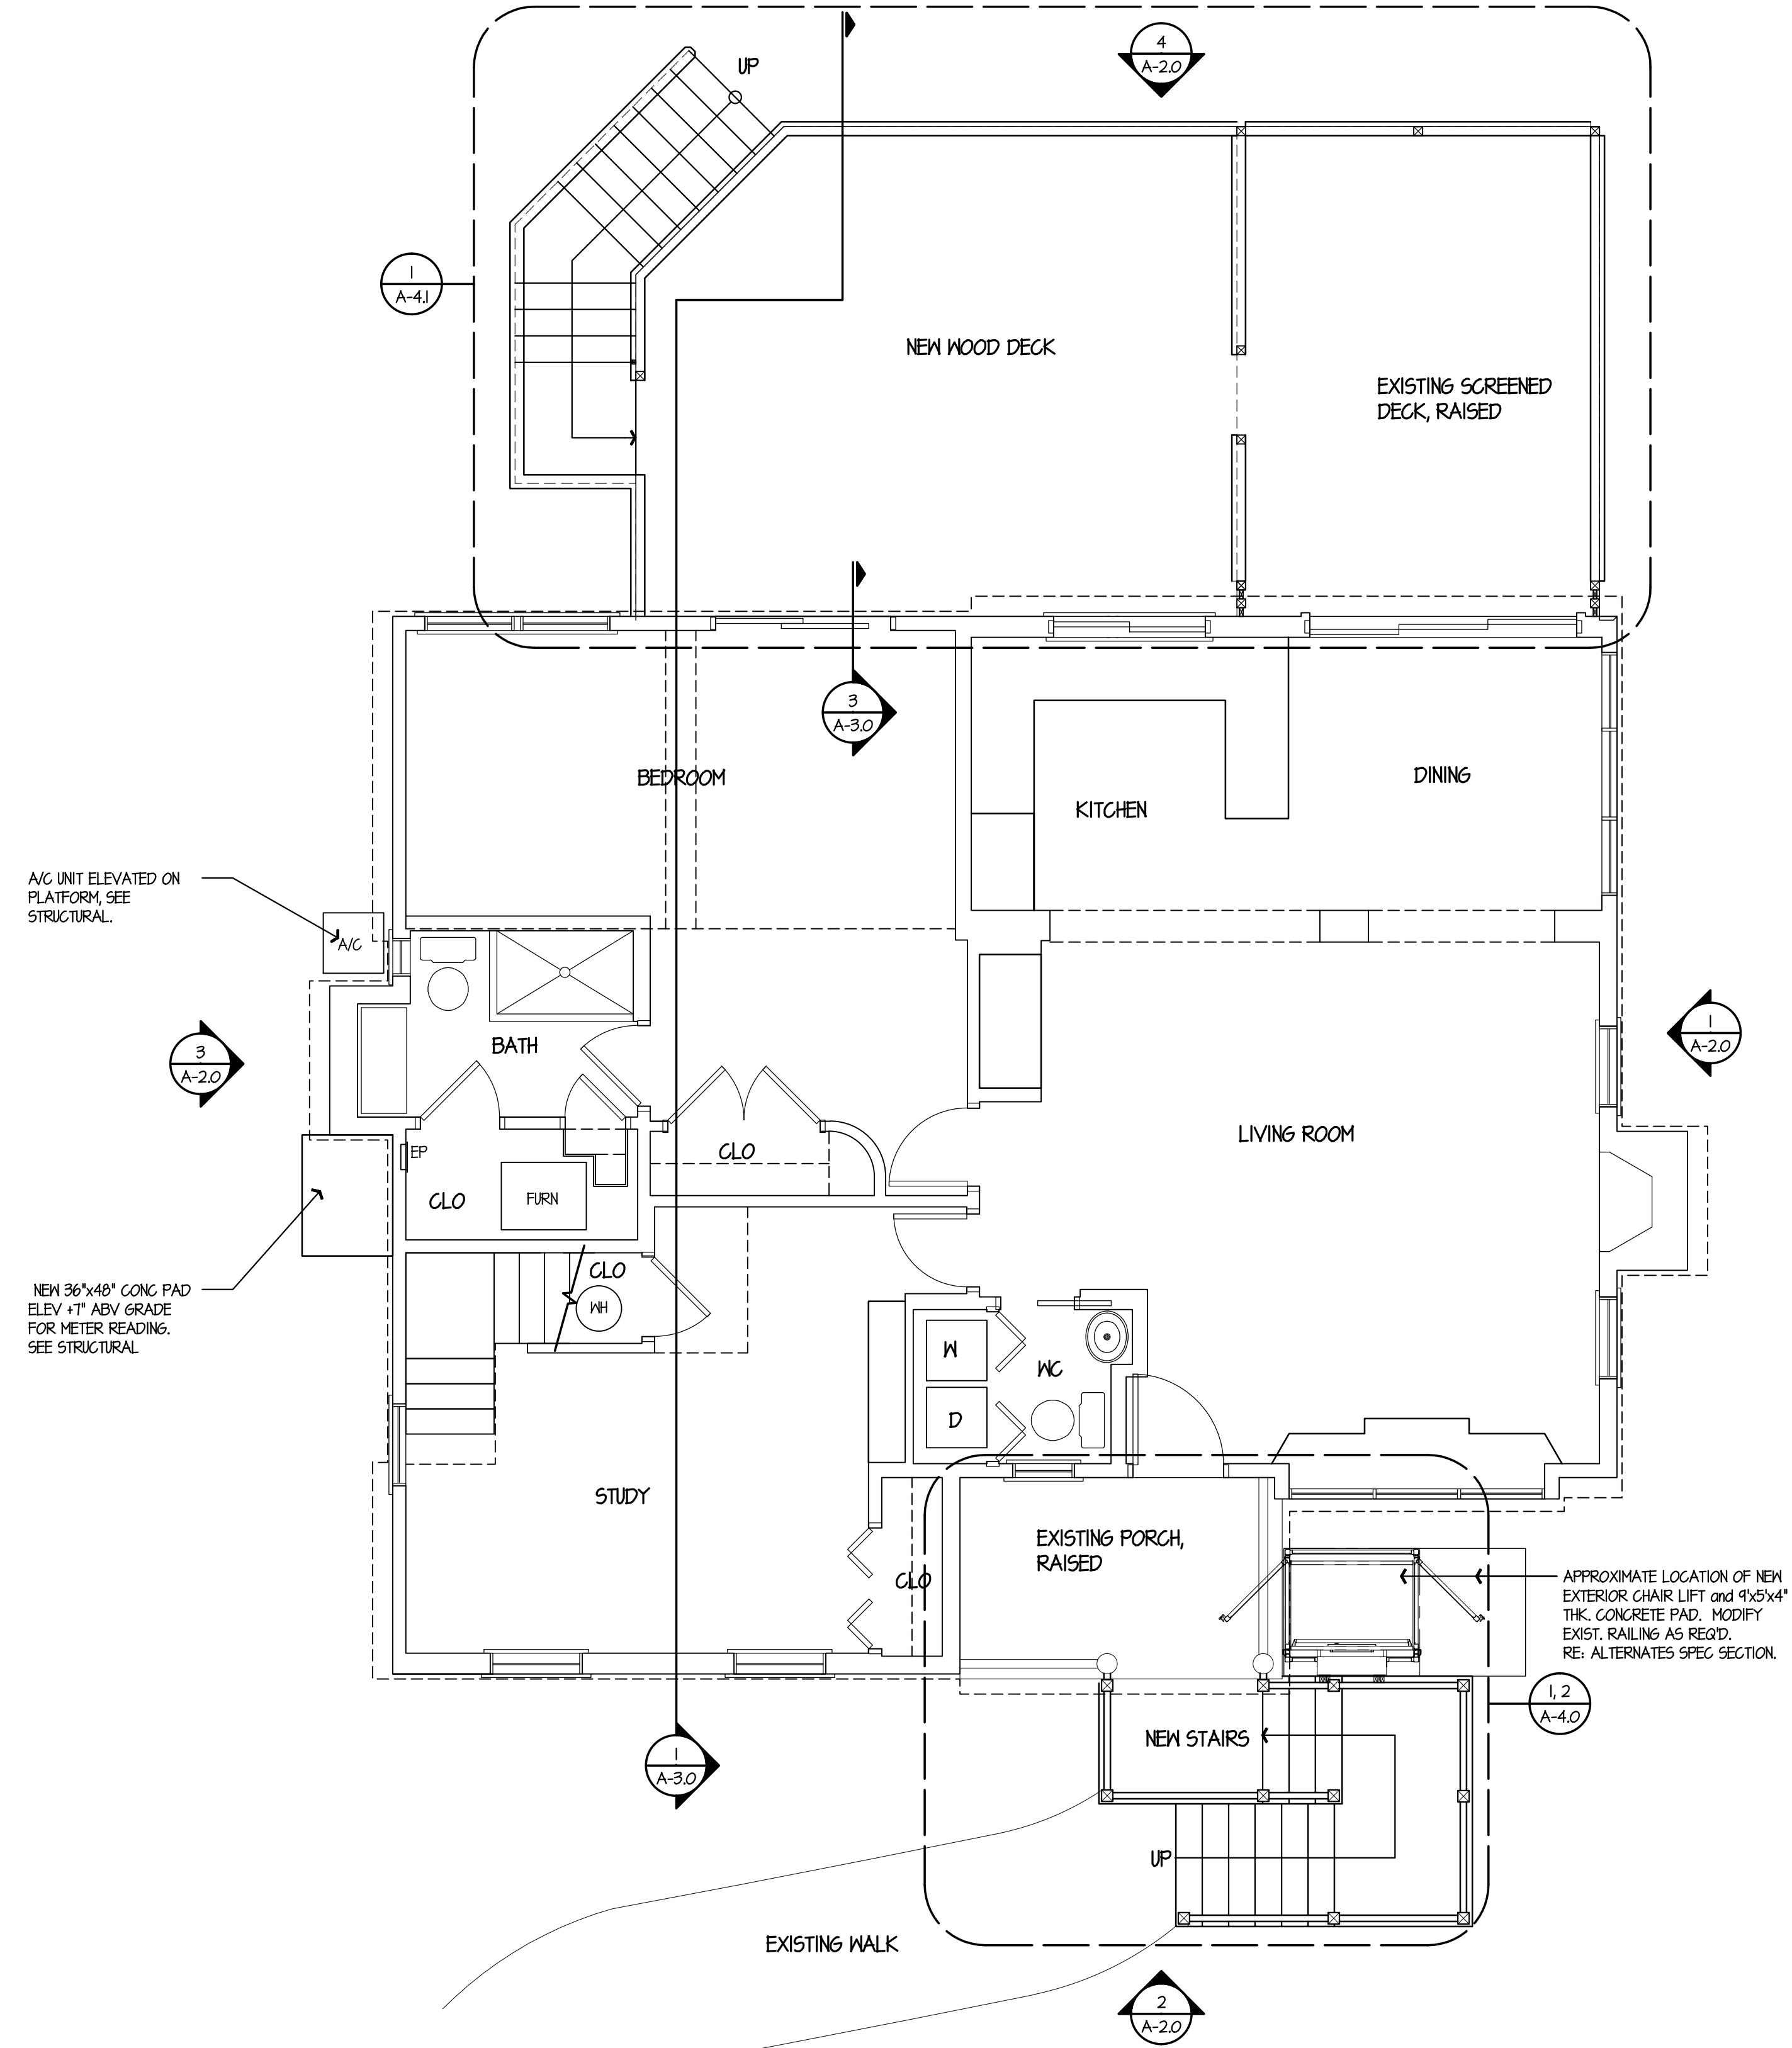 4
A-2.0
UP
1
A-4.1
NEW WOOD DECK
EXISTING SCREENED
DECK, RAISED
3
A-3.0
BEDROOM
KITCHEN
DINING
A/C UNIT ELEVATED ON
PLATFORM, SEE
STRUCTURAL.
A/C
BATH
3
A-2.0
1
A-2.0
LIVING ROOM
EP
CLO
CLO
FURN
CLO
WH
NEW 36"x48" CONC PAD
ELEV +7" ABV GRADE
FOR METER READING.
SEE STRUCTURAL
W
WC
D
STUDY
EXISTING PORCH,
RAISED
CLO
APPROXIMATE LOCATION OF NEW
EXTERIOR CHAIR LIFT and 9'x5'x4"
THK. CONCRETE PAD. MODIFY
EXIST. RAILING AS REQ'D.
RE: ALTERNATES SPEC SECTION.
1, 2
A-4.0
NEW STAIRS
1
A-3.0
UP
EXISTING WALK
2
A-2.0